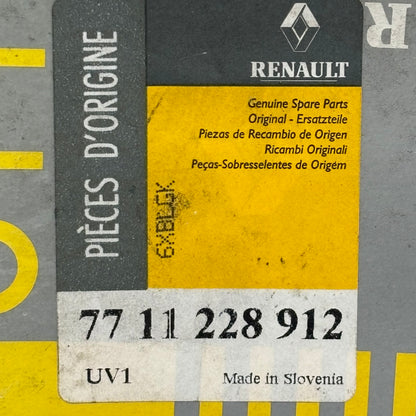 RENAULT
R
PIÈCES D'ORIGINE
Genuine Spare Parts
Original - Ersatzteile
Piezas de Recambio de Origen
Ricambi Originali
Peças-Sobresselentes de Origém
6XBLGK
77 11 228 912
UV1 Made in Slovenia